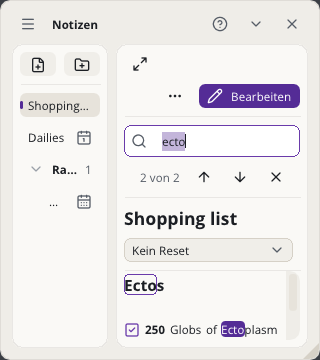 Notizen
Shopping...
Dailies
Ra... 1
...
Bearbeiten
ecto
2 von 2
Shopping list
Kein Reset
Ectos
250 Globs of Ectoplasm